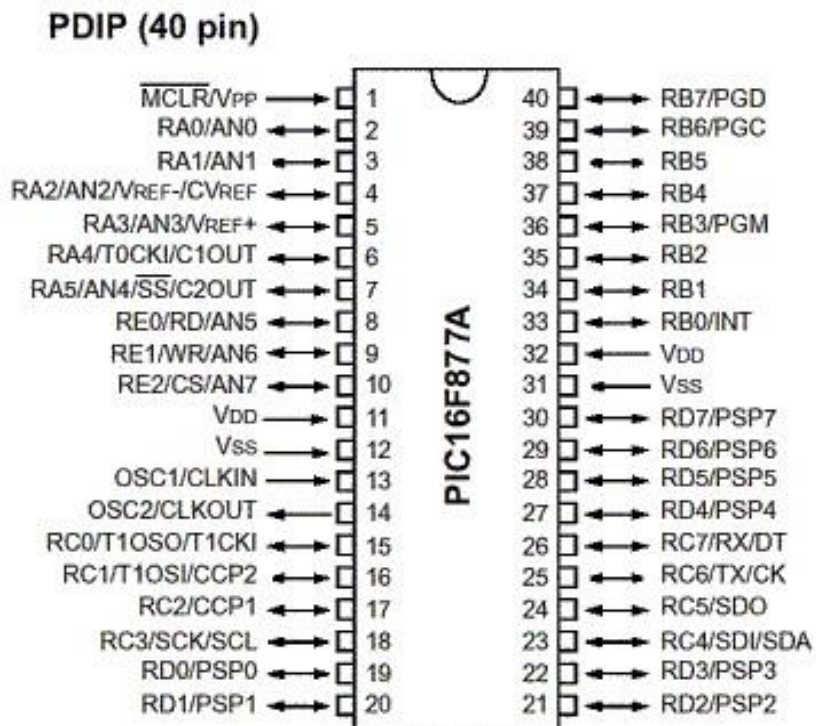 PDIP (40 pin)
MCLR/VPP 1 40 RB7/PGD
RA0/AN0 2 39 RB6/PGC
RA1/AN1 3 38 RB5
RA2/AN2/VREF-/CVREF 4 37 RB4
RA3/AN3/VREF+ 5 36 RB3/PGM
RA4/T0CKI/C1OUT 6 35 RB2
RA5/AN4/SS/C2OUT 7 34 RB1
RE0/RD/AN5 8 33 RB0/INT
RE1/WR/AN6 9 32 VDD
RE2/CS/AN7 10 31 VSS
VDD 11 30 RD7/PSP7
VSS 12 29 RD6/PSP6
OSC1/CLKIN 13 28 RD5/PSP5
OSC2/CLKOUT 14 27 RD4/PSP4
RC0/T1OSO/T1CKI 15 26 RC7/RX/DT
RC1/T1OSI/CCP2 16 25 RC6/TX/CK
RC2/CCP1 17 24 RC5/SDO
RC3/SCK/SCL 18 23 RC4/SDI/SDA
RD0/PSP0 19 22 RD3/PSP3
RD1/PSP1 20 21 RD2/PSP2
PIC16F877A